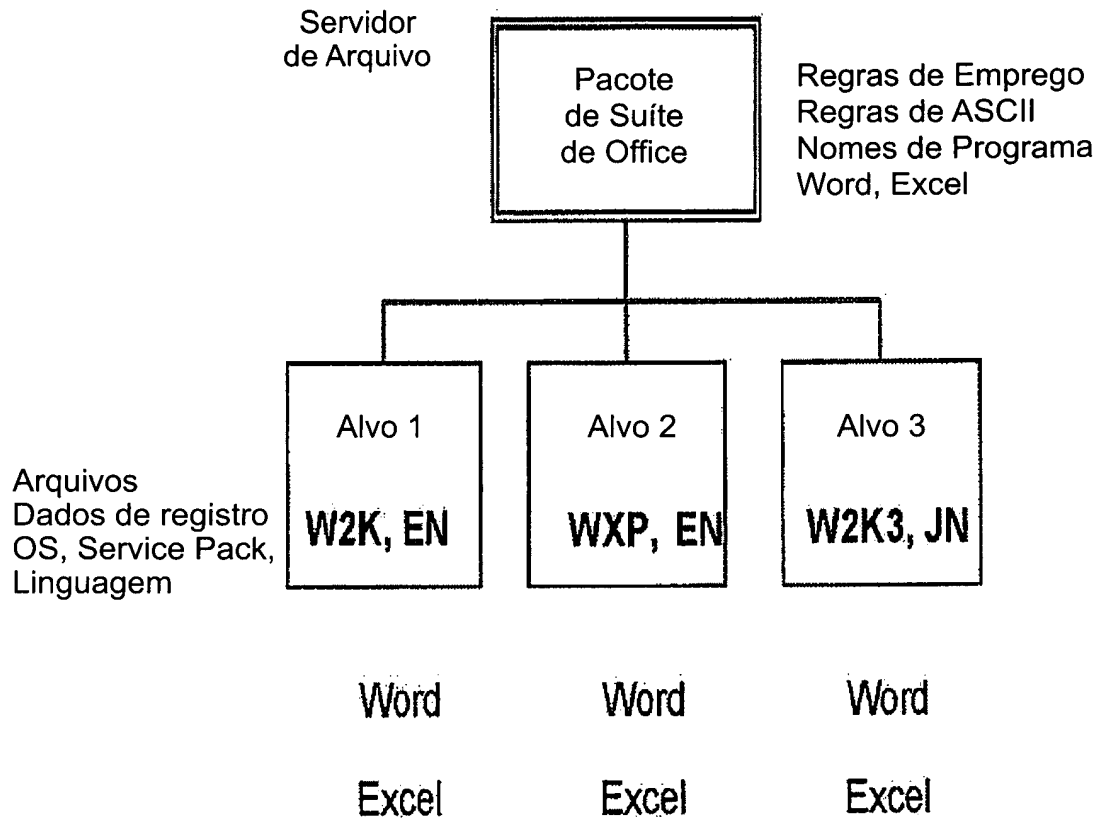 Servidor
de Arquivo
Pacote
de Suíte
de Office
Regras de Emprego
Regras de ASCII
Nomes de Programa
Word, Excel
Alvo 1
Alvo 2
Alvo 3
Arquivos
Dados de registro
OS, Service Pack,
Linguagem
W2K, EN
WXP, EN
W2K3, JN
Word
Word
Word
Excel
Excel
Excel